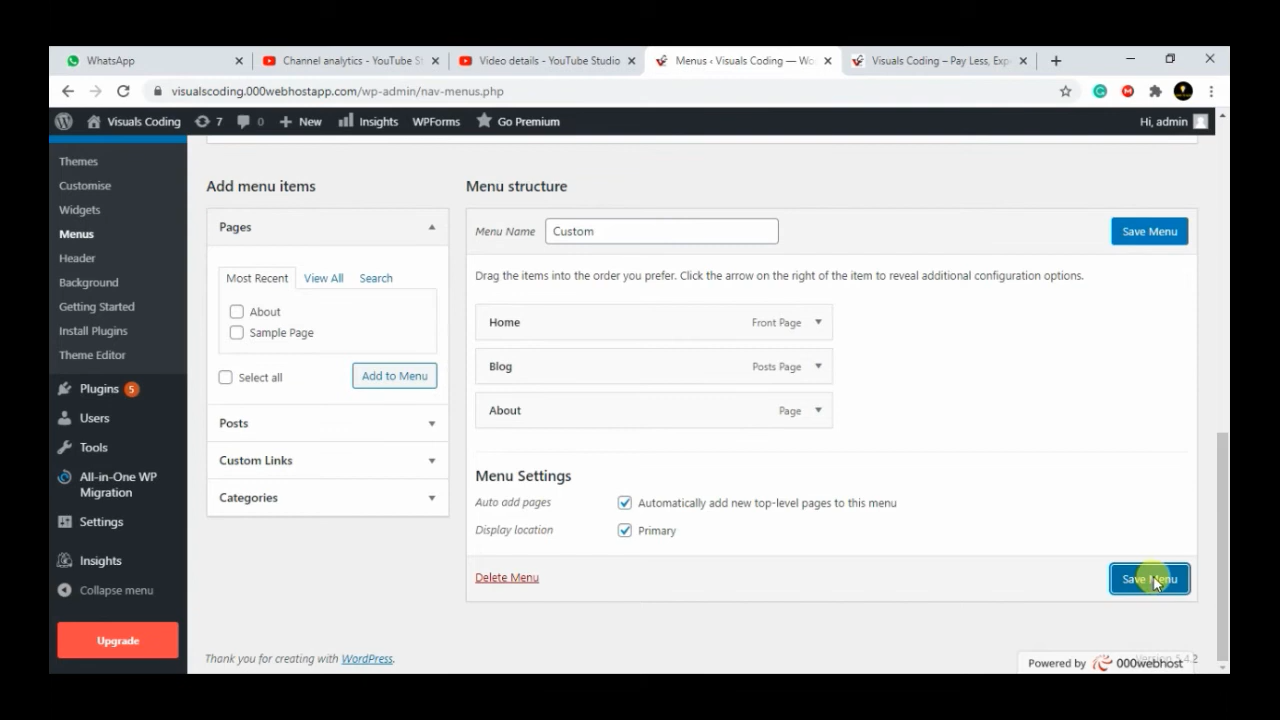 WhatsApp
Channel analytics - YouTube St
Video details - YouTube Studio
Menus ‹ Visuals Coding — Wo
Visuals Coding – Pay Less, Exp
visualscoding.000webhostapp.com/wp-admin/nav-menus.php
Visuals Coding 7 0 New Insights WPForms Go Premium Hi, admin
Themes
Customise
Widgets
Menus
Header
Background
Getting Started
Install Plugins
Theme Editor
Plugins 5
Users
Tools
All-in-One WP
Migration
Settings
Insights
Collapse menu
Upgrade
Add menu items
Pages
Most Recent View All Search
About
Sample Page
Select all Add to Menu
Posts
Custom Links
Categories
Menu structure
Menu Name Custom Save Menu
Drag the items into the order you prefer. Click the arrow on the right of the item to reveal additional configuration options.
Home Front Page
Blog Posts Page
About Page
Menu Settings
Auto add pages Automatically add new top-level pages to this menu
Display location Primary
Delete Menu Save Menu
Thank you for creating with WordPress.
Version 5.4.2
Powered by 000webhost